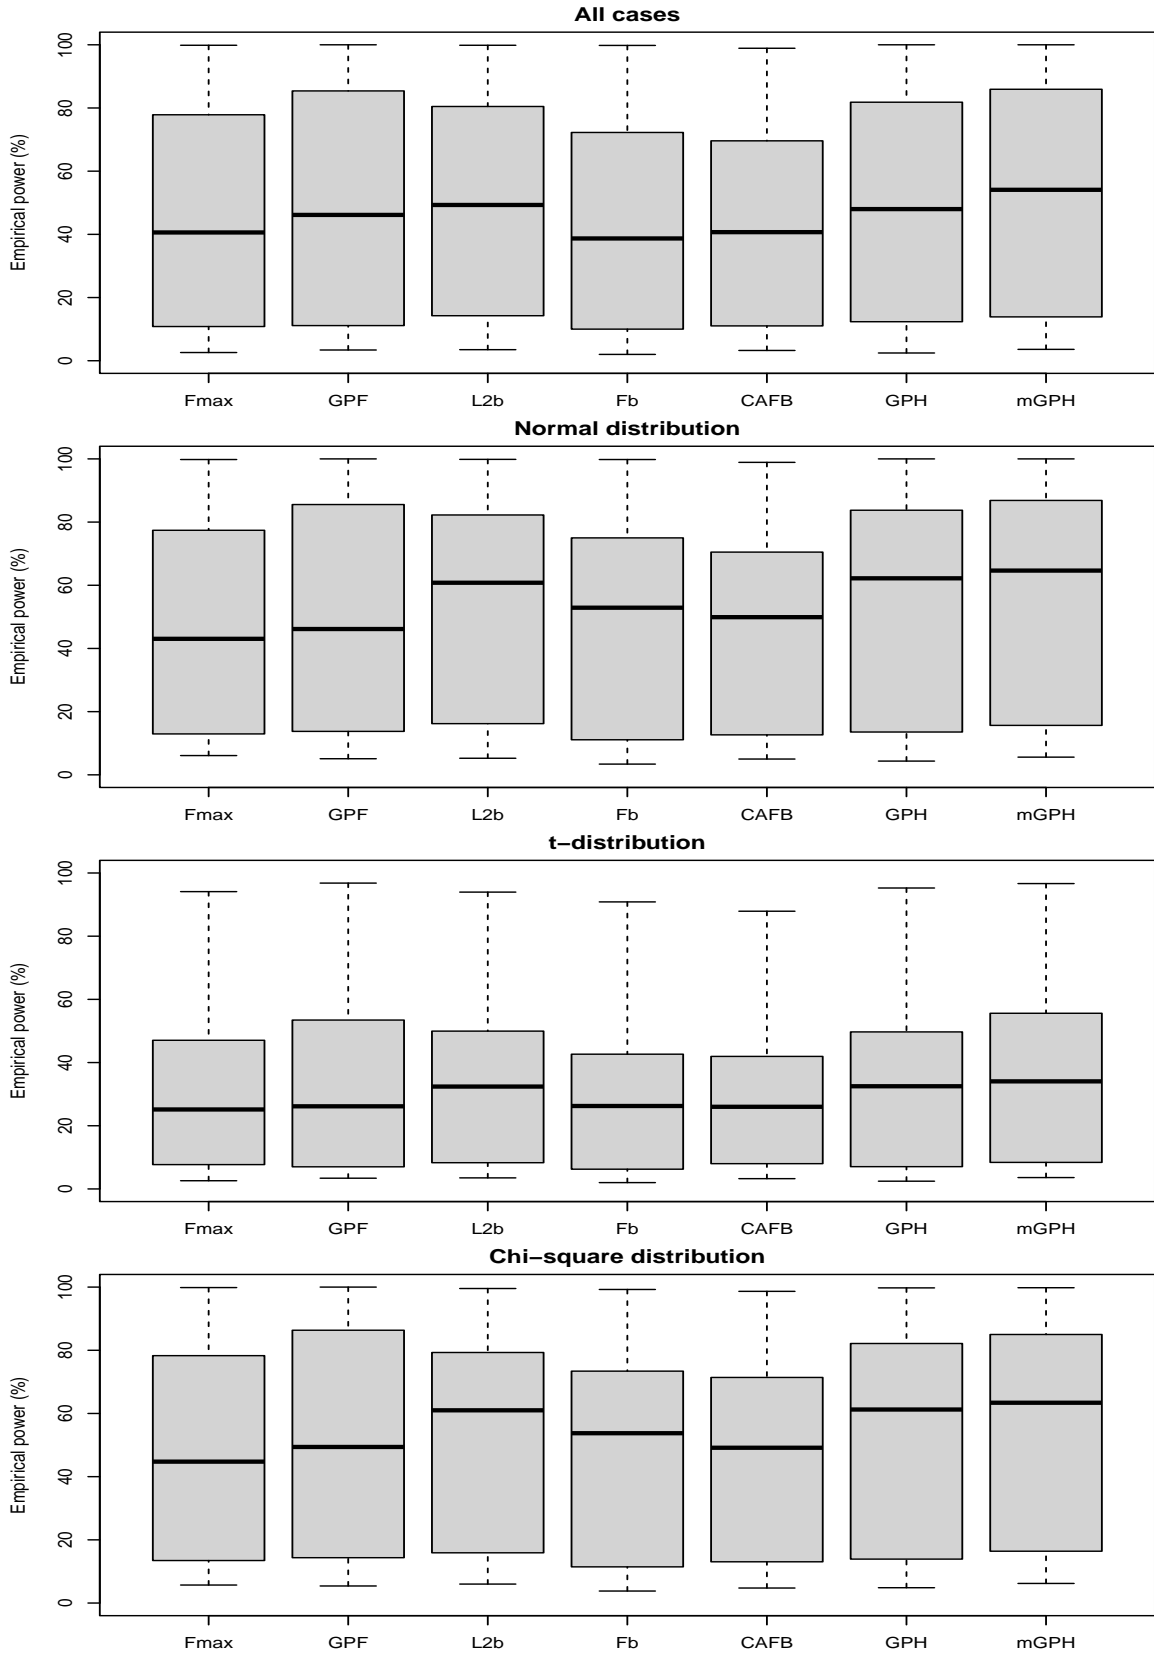 All cases
Empirical power (%)
100
80
60
40
20
0
Fmax GPF L2b Fb CAFB GPH mGPH
Normal distribution
Empirical power (%)
100
80
60
40
20
0
Fmax GPF L2b Fb CAFB GPH mGPH
t−distribution
Empirical power (%)
100
80
60
40
20
0
Fmax GPF L2b Fb CAFB GPH mGPH
Chi−square distribution
Empirical power (%)
100
80
60
40
20
0
Fmax GPF L2b Fb CAFB GPH mGPH